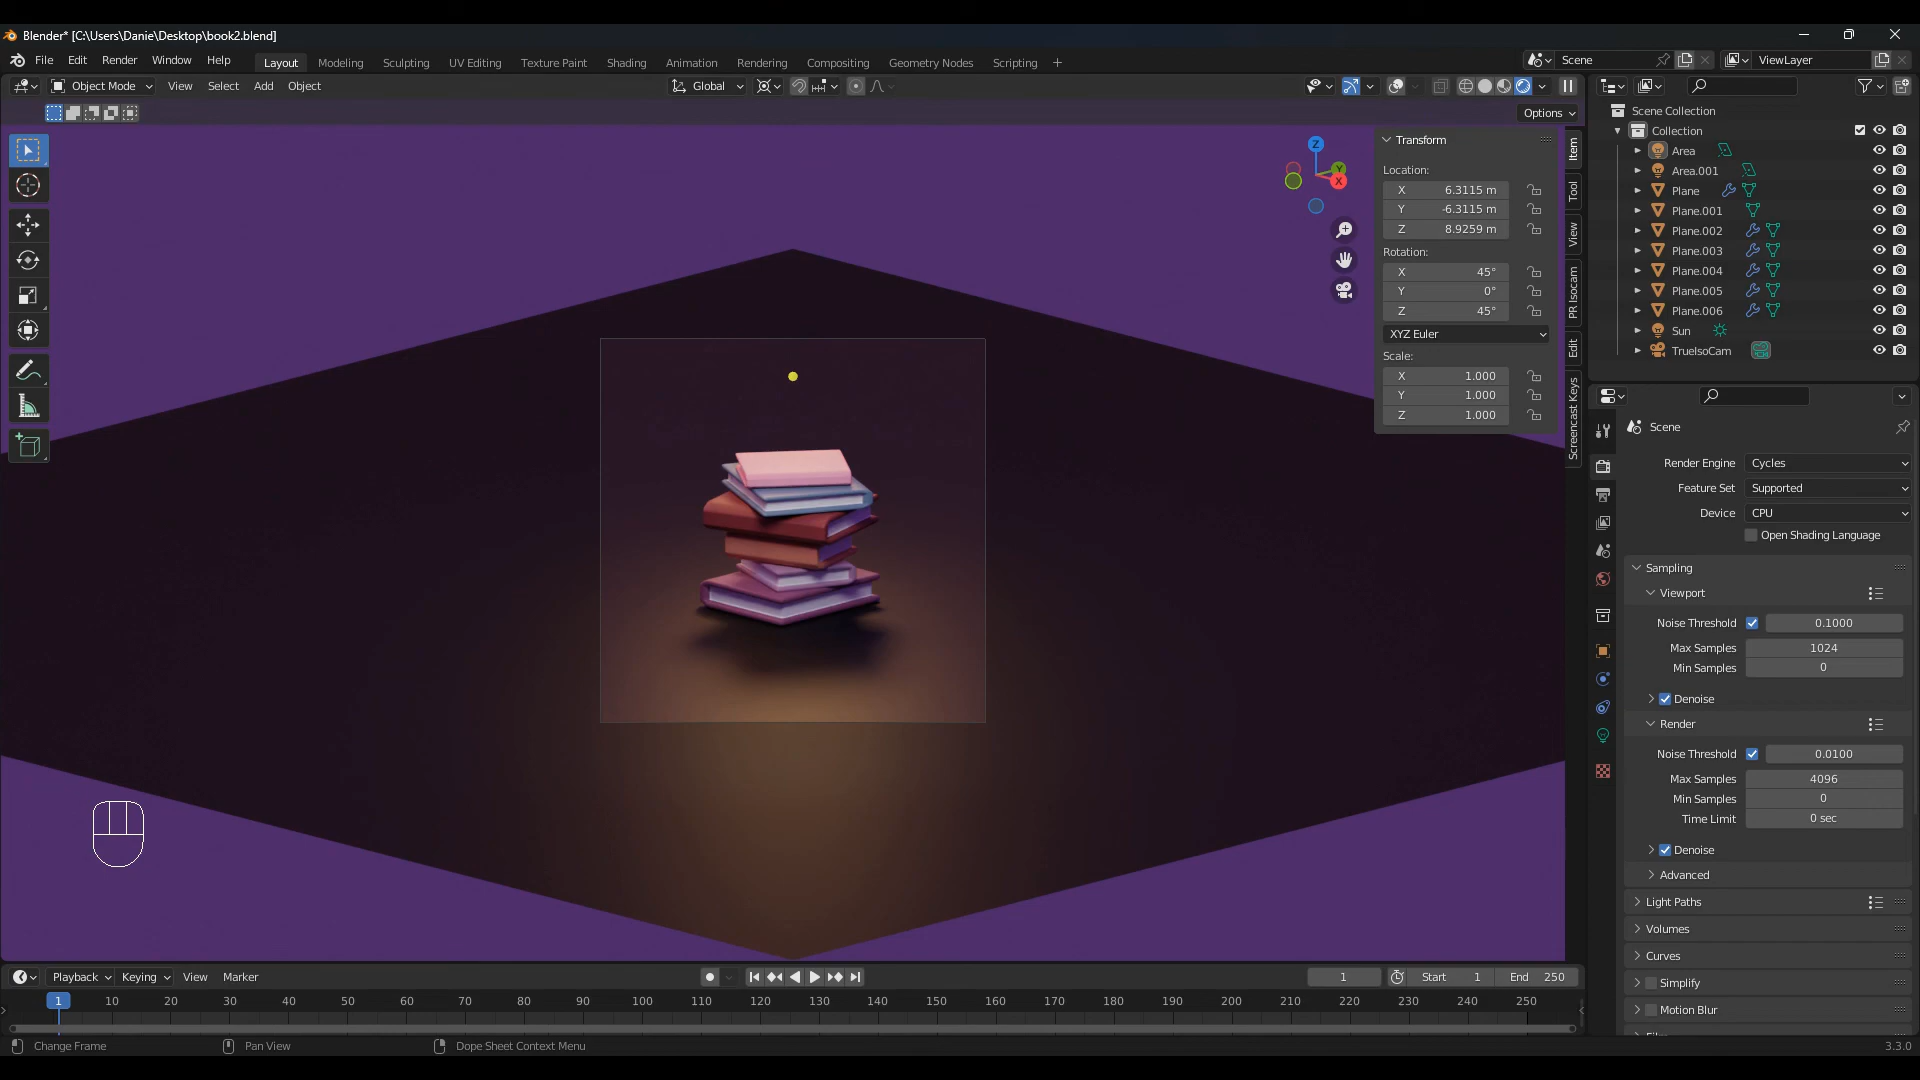 Blender* [C:\Users\Danie\Desktop\book2.blend]
File Edit Render Window Help Layout Modeling Sculpting UV Editing Texture Paint Shading Animation Rendering Compositing Geometry Nodes Scripting + Scene ViewLayer
Object Mode View Select Add Object Global
Options
Z
Y
X
Transform
Location:
X 6.3115 m
Y -6.3115 m
Z 8.9259 m
Rotation:
X 45°
Y 0°
Z 45°
XYZ Euler
Scale:
X 1.000
Y 1.000
Z 1.000
Item
Tool
View
PR Isocam
Edit
Screencast Keys
Scene Collection
Collection
Area
Area.001
Plane
Plane.001
Plane.002
Plane.003
Plane.004
Plane.005
Plane.006
Sun
TrueIsoCam
Scene
Render Engine Cycles
Feature Set Supported
Device CPU
Open Shading Language
Sampling
Viewport
Noise Threshold 0.1000
Max Samples 1024
Min Samples 0
Denoise
Render
Noise Threshold 0.0100
Max Samples 4096
Min Samples 0
Time Limit 0 sec
Denoise
Advanced
Light Paths
Volumes
Curves
Simplify
Motion Blur
Playback Keying View Marker 1 Start 1 End 250
1 10 20 30 40 50 60 70 80 90 100 110 120 130 140 150 160 170 180 190 200 210 220 230 240 250
Change Frame Pan View Dope Sheet Context Menu 3.3.0